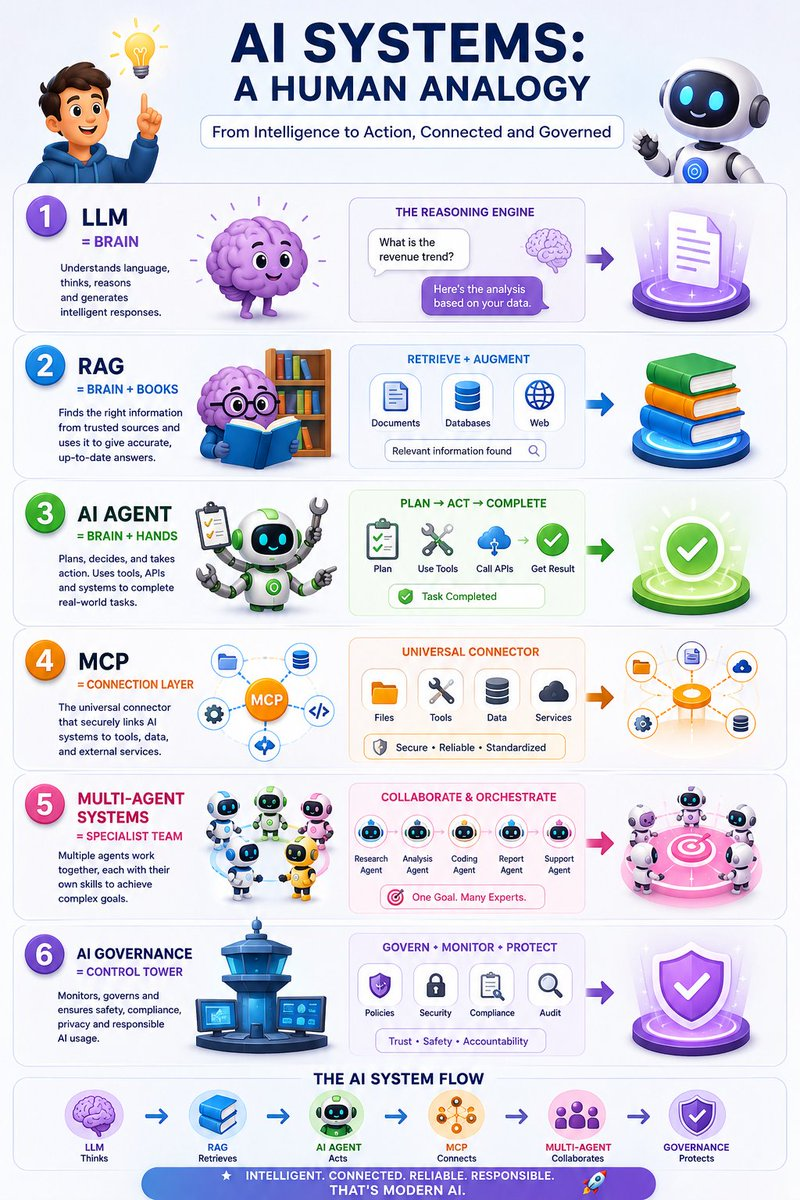 AI SYSTEMS:
A HUMAN ANALOGY
From Intelligence to Action, Connected and Governed
1
LLM
= BRAIN
Understands language,
thinks, reasons
and generates
intelligent responses.
THE REASONING ENGINE
What is the
revenue trend?
Here's the analysis
based on your data.
2
RAG
= BRAIN + BOOKS
Finds the right information
from trusted sources and
uses it to give accurate,
up-to-date answers.
RETRIEVE + AUGMENT
Documents Databases Web
Relevant information found
3
AI AGENT
= BRAIN + HANDS
Plans, decides, and takes
action. Uses tools, APIs
and systems to complete
real-world tasks.
PLAN → ACT → COMPLETE
Plan Use Tools Call APIs Get Result
Task Completed
4
MCP
= CONNECTION LAYER
The universal connector
that securely links AI
systems to tools, data,
and external services.
MCP
UNIVERSAL CONNECTOR
Files Tools Data Services
Secure • Reliable • Standardized
5
MULTI-AGENT
SYSTEMS
= SPECIALIST TEAM
Multiple agents work
together, each with their
own skills to achieve
complex goals.
COLLABORATE & ORCHESTRATE
Research Analysis Coding Report Support
Agent Agent Agent Agent Agent
One Goal. Many Experts.
6
AI GOVERNANCE
= CONTROL TOWER
Monitors, governs and
ensures safety, compliance,
privacy and responsible
AI usage.
GOVERN + MONITOR + PROTECT
Policies Security Compliance Audit
Trust • Safety • Accountability
THE AI SYSTEM FLOW
LLM RAG AI AGENT MCP MULTI-AGENT GOVERNANCE
Thinks Retrieves Acts Connects Collaborates Protects
INTELLIGENT. CONNECTED. RELIABLE. RESPONSIBLE.
THAT'S MODERN AI.